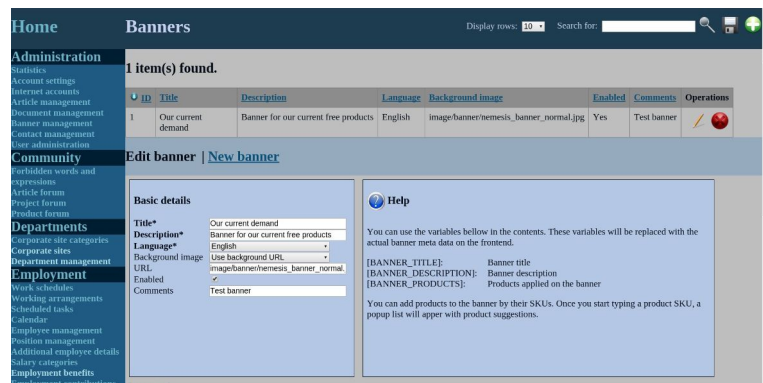 Home
Banners
Display rows: 10 Search for:
Administration
Statistics
Account settings
Internet accounts
Article management
Document management
Banner management
Contact management
User administration
Community
Forbidden words and
expressions
Article forum
Project forum
Product forum
Departments
Corporate site categories
Corporate sites
Department management
Employment
Work schedules
Working arrangements
Scheduled tasks
Calendar
Employee management
Position management
Additional employee details
Salary categories
Employment benefits
1 item(s) found.
ID Title Description Language Background image Enabled Comments Operations
1 Our current demand Banner for our current free products English image/banner/nemesis_banner_normal.jpg Yes Test banner
Edit banner | New banner
Basic details
Title* Our current demand
Description* Banner for our current free products
Language* English
Background image Use background URL
URL image/banner/nemesis_banner_normal.
Enabled
Comments Test banner
Help
You can use the variables bellow in the contents. These variables will be replaced with the
actual banner meta data on the frontend.
[BANNER_TITLE]: Banner title
[BANNER_DESCRIPTION]: Banner description
[BANNER_PRODUCTS]: Products applied on the banner
You can add products to the banner by their SKUs. Once you start typing a product SKU, a
popup list will apper with product suggestions.